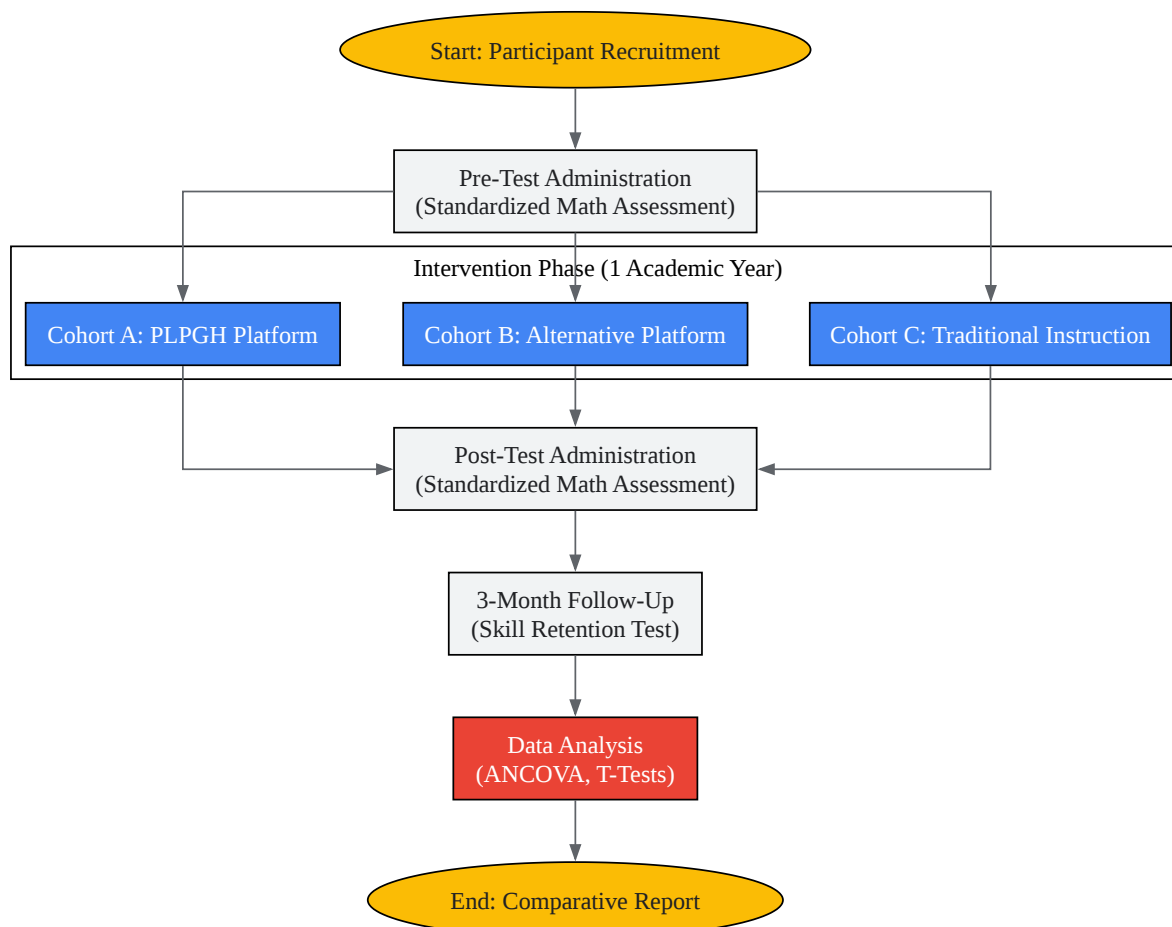 Start: Participant Recruitment
Pre-Test Administration
(Standardized Math Assessment)
Intervention Phase (1 Academic Year)
Cohort A: PLPGH Platform
Cohort B: Alternative Platform
Cohort C: Traditional Instruction
Post-Test Administration
(Standardized Math Assessment)
3-Month Follow-Up
(Skill Retention Test)
Data Analysis
(ANCOVA, T-Tests)
End: Comparative Report